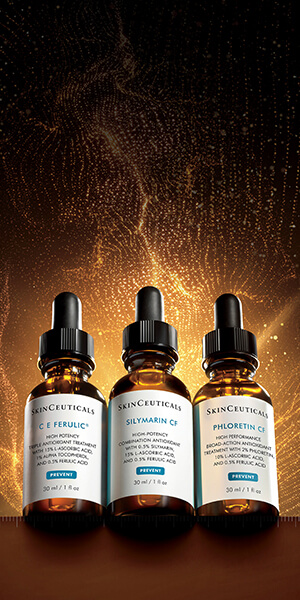 SKINCEUTICALS
C E FERULIC®
HIGH POTENCY
TRIPLE ANTIOXIDANT TREATMENT
WITH 15% L-ASCORBIC ACID,
1% ALPHA TOCOPHEROL,
AND 0.5% FERULIC ACID
PREVENT
30 ml / 1 fl oz
SKINCEUTICALS
SILYMARIN CF
HIGH-POTENCY
COMBINATION ANTIOXIDANT
WITH 0.5% SILYMARIN,
15% L-ASCORBIC ACID,
AND 0.5% FERULIC ACID
PREVENT
30 ml / 1 fl oz
SKINCEUTICALS
PHLORETIN CF
HIGH PERFORMANCE
BROAD-ACTION ANTIOXIDANT
TREATMENT WITH 2% PHLORETIN,
10% L-ASCORBIC ACID,
AND 0.5% FERULIC ACID
PREVENT
30 ml / 1 fl oz